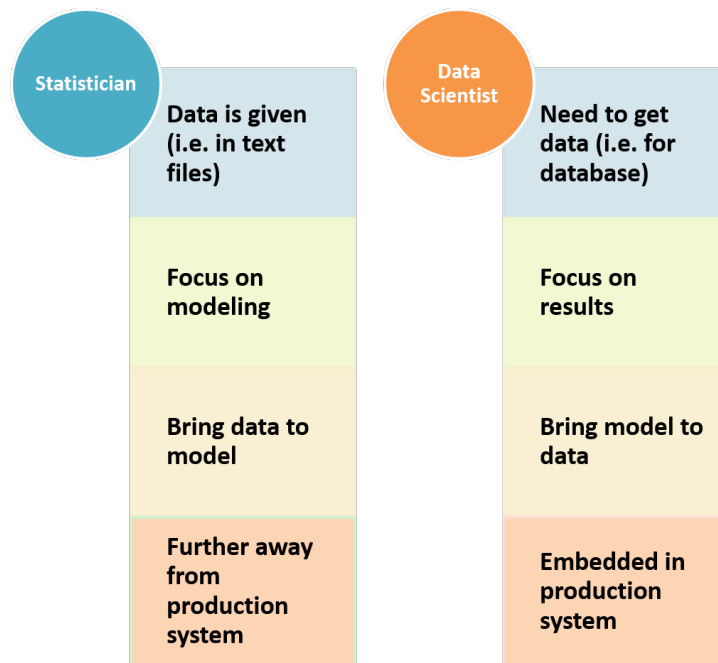 Statistician
Data is given
(i.e. in text
files)
Focus on
modeling
Bring data to
model
Further away
from
production
system
Data
Scientist
Need to get
data (i.e. for
database)
Focus on
results
Bring model to
data
Embedded in
production
system